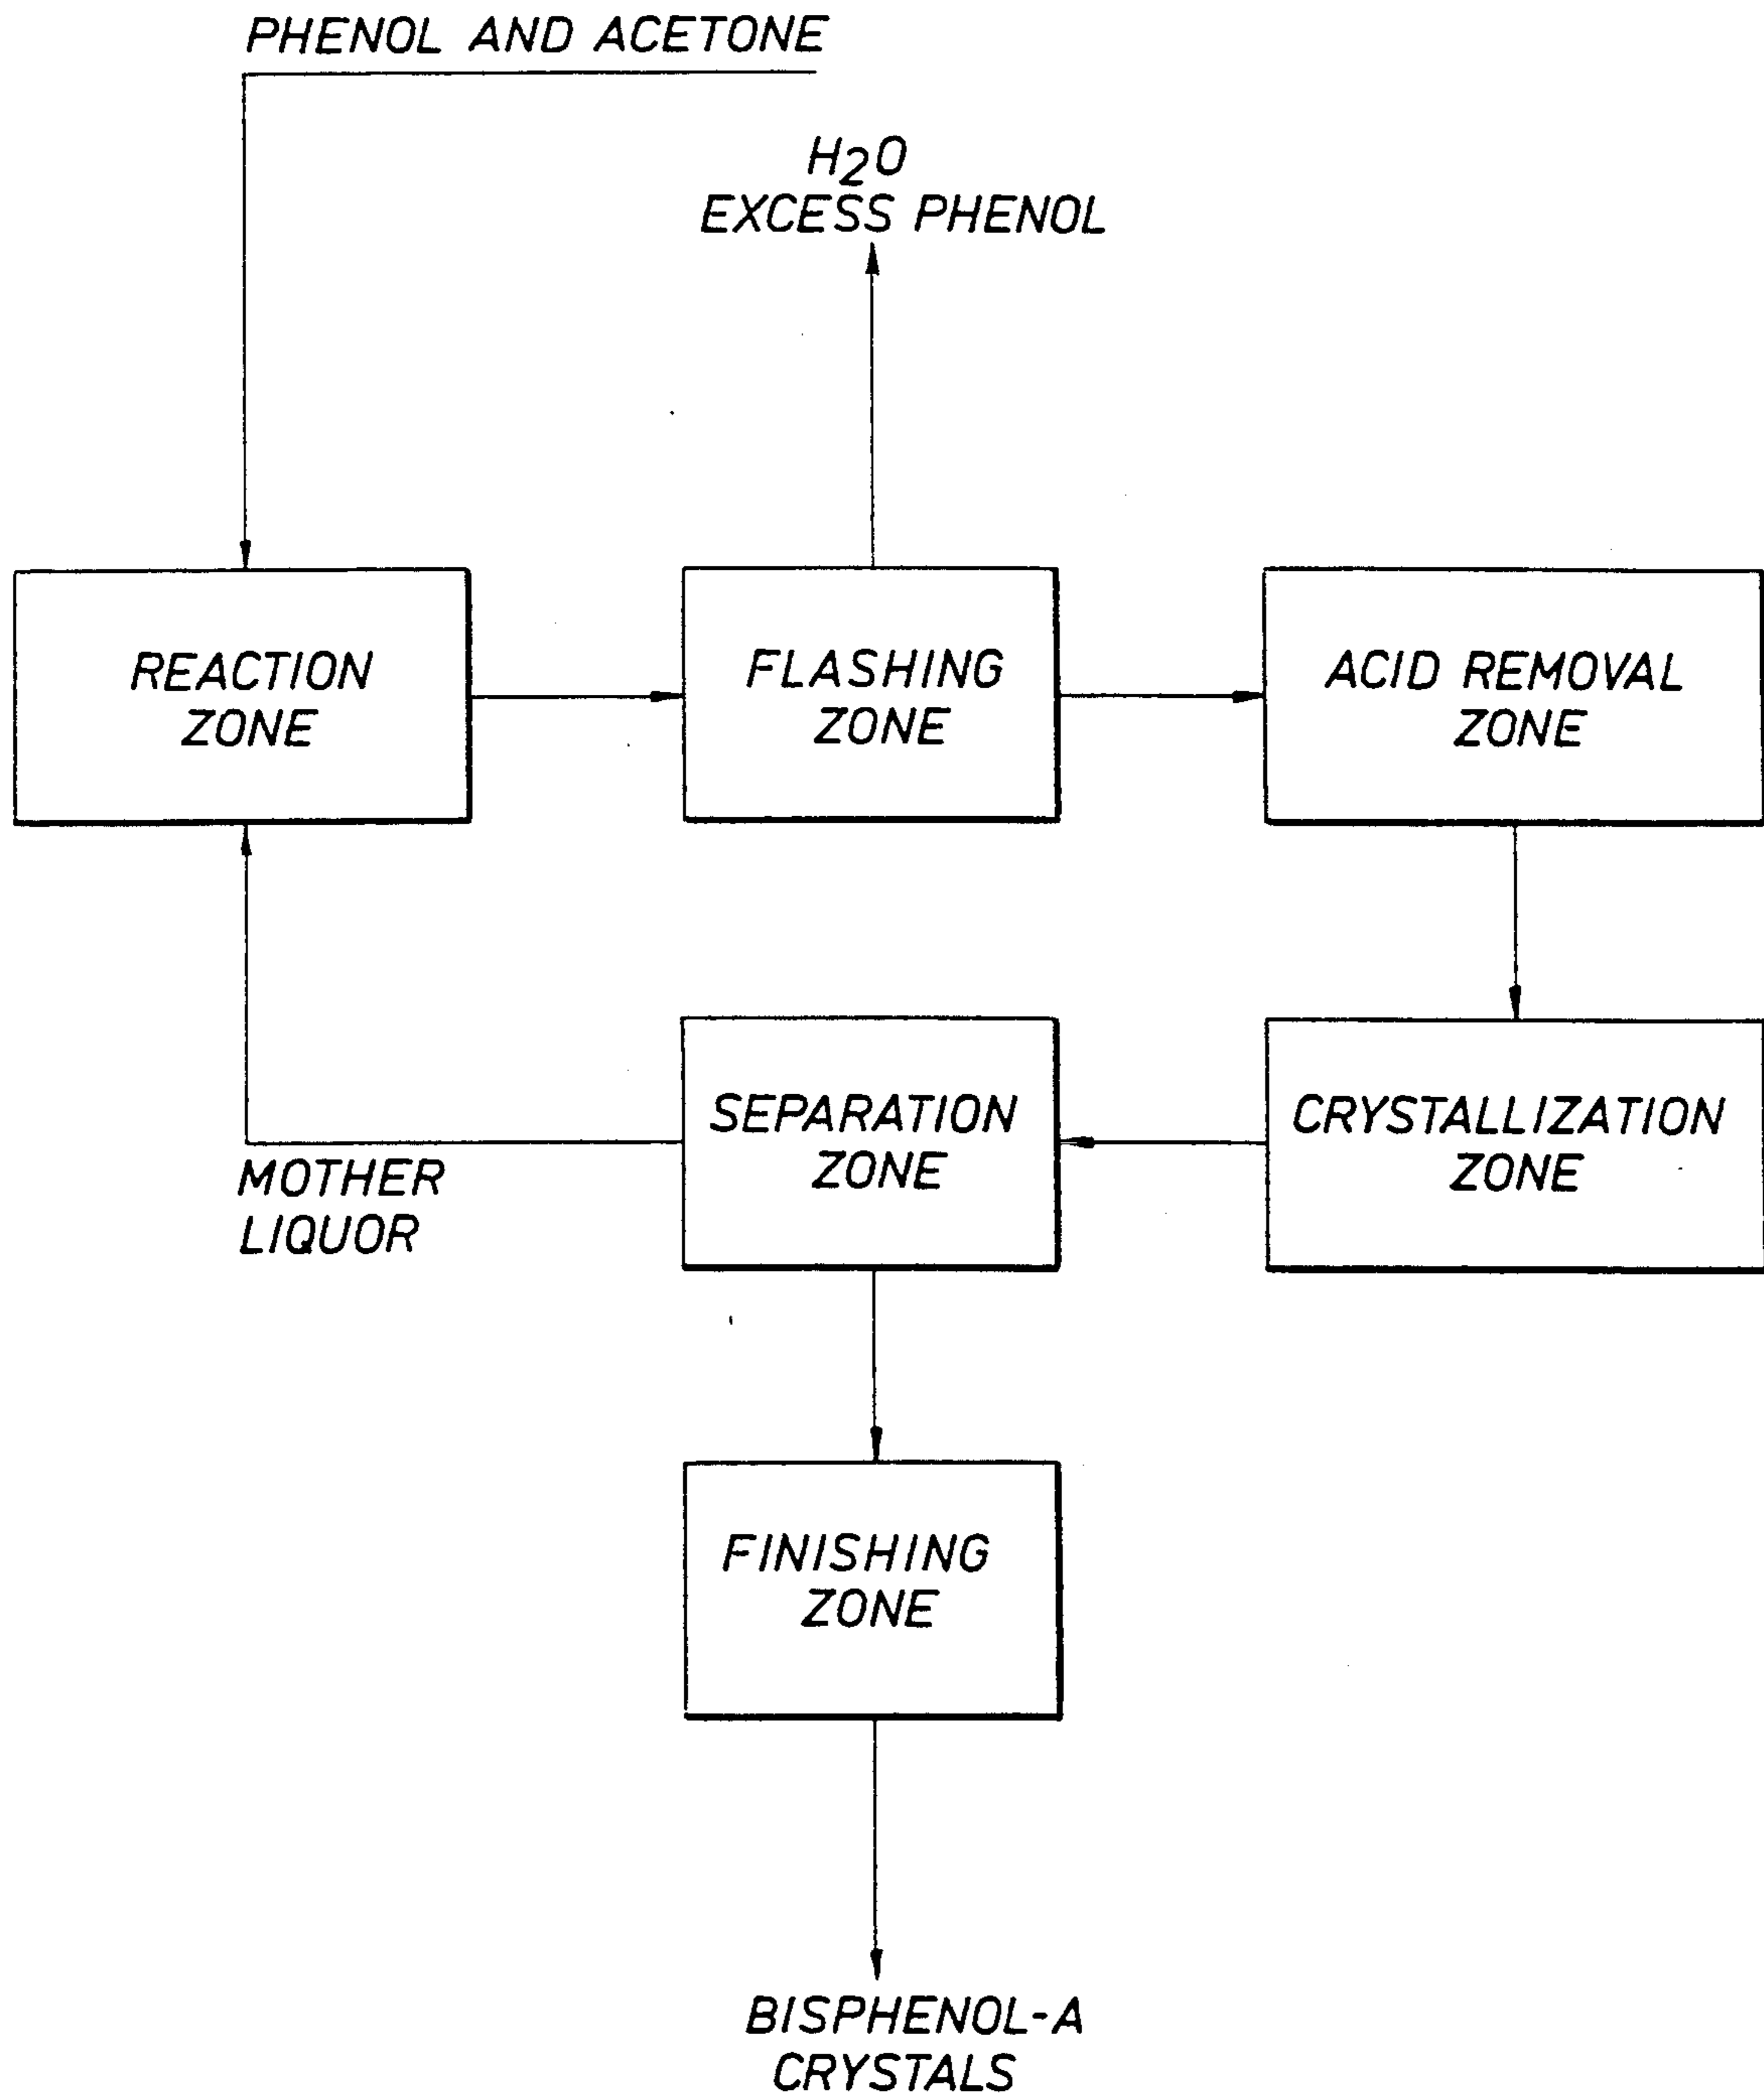 PHENOL AND ACETONE
H2O
EXCESS PHENOL
REACTION
ZONE
FLASHING
ZONE
ACID REMOVAL
ZONE
SEPARATION
ZONE
CRYSTALLIZATION
ZONE
MOTHER
LIQUOR
FINISHING
ZONE
BISPHENOL-A
CRYSTALS